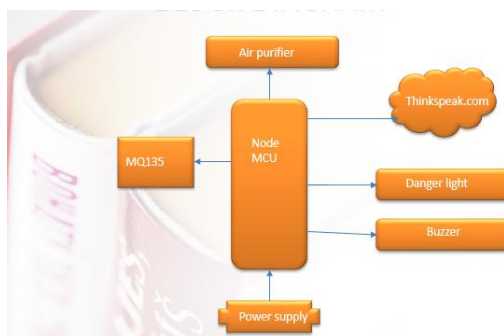 Air purifier
Thinkspeak.com
Node
MCU
MQ135
Danger light
Buzzer
Power supply